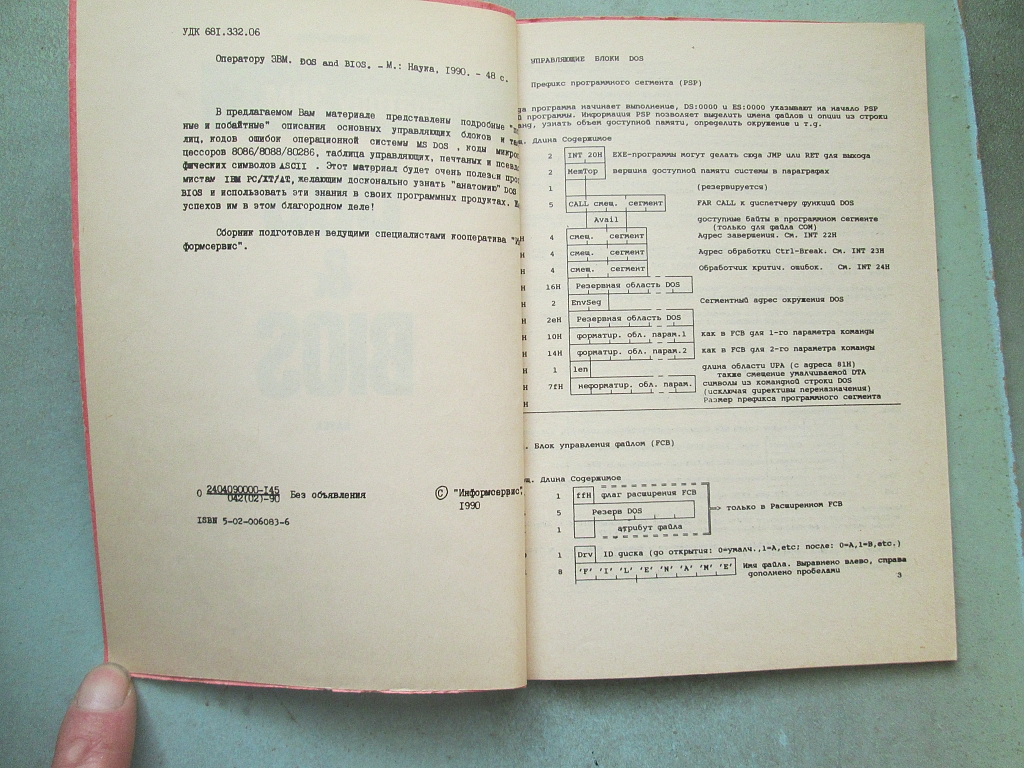 УДК 681.332.06
Оператору ЭВМ. DOS and BIOS. - М.: Наука, 1990. - 48 с.
В предлагаемом Вам материале представлены подробные
ные и побайтные" описания основных управляющих блоков и
лиц, кодов ошибок операционной системы MS DOS , коды
цессоров 8086/8088/80286, таблица управляющих, печатных и
фических символов ASCII . Этот материал будет очень полезен
мистам IBM PC/XT/AT, желающим досконально узнать "анатомию" DOS
BIOS и использовать эти знания в своих программных продуктах.
успехов им в этом благородном деле!
Сборник подготовлен ведущими специалистами кооператива
формсервис".
О 2404090000-145
042(02)-90 Без объявления
© "Информсервис",
1990
ISBN 5-02-006083-6
УПРАВЛЯЮЩИЕ БЛОКИ DOS
Префикс программного сегмента (PSP)
да программа начинает выполнение, DS:0000 и ES:0000 указывают на начало PSP
й программы. Информация PSP позволяет выделить имена файлов и опции из строки
анд, узнать объем доступной памяти, определить окружение и т.д.
щ. Длина Содержимое
2 INT 20H EXE-программы могут делать сюда JMP или RET для выхода
2 MemTop вершина доступной памяти системы в параграфах
1 (резервируется)
5 CALL смещ. сегмент FAR CALL к диспетчеру функций DOS
Avail доступные байты в программном сегменте
(только для файла COM)
4 смещ. сегмент Адрес завершения. См. INT 22H
4 смещ. сегмент Адрес обработки Ctrl-Break. См. INT 23H
4 смещ. сегмент Обработчик критич. ошибок. См. INT 24H
16H Резервная область DOS
2 EnvSeg Сегментный адрес окружения DOS
2eH Резервная область DOS
10H форматир. обл. парам.1 как в FCB для 1-го параметра команды
14H форматир. обл. парам.2 как в FCB для 2-го параметра команды
1 len длина области UPA (с адреса 81H)
также смещение умалчиваемой DTA
7fH неформатир. обл. парам. символы из командной строки DOS
(исключая директивы переназначения)
Размер префикса программного сегмента
. Блок управления файлом (FCB)
щ. Длина Содержимое
1 ffH флаг расширения FCB
5 Резерв DOS => только в Расширенном FCB
1 атрибут файла
1 Drv ID диска (до открытия: 0=умалч.,1=A,etc; после: 0=A,1=B,etc.)
8 'F' 'I' 'L' 'E' 'N' 'A' 'M' 'E' Имя файла. Выравнено влево, справа
дополнено пробелами
3